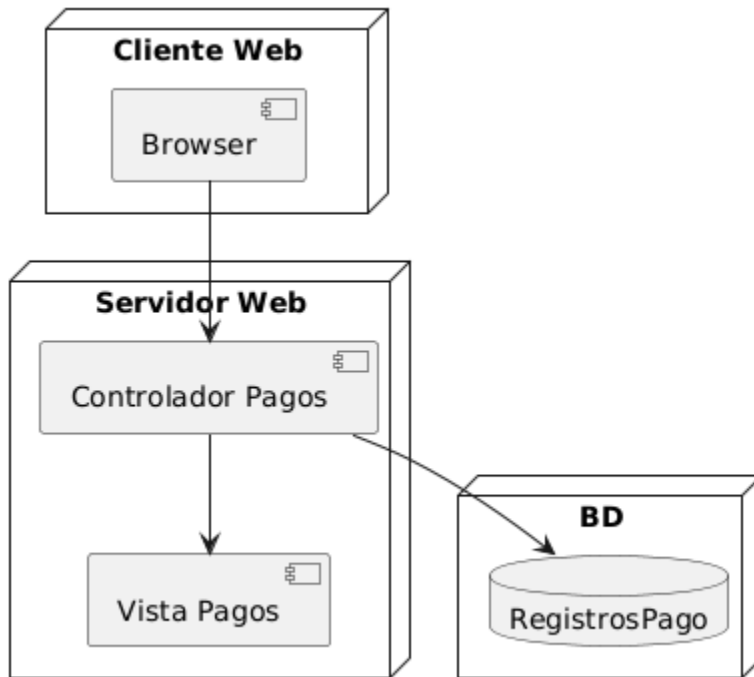 Cliente Web
Browser
Servidor Web
Controlador Pagos
Vista Pagos
BD
RegistrosPago